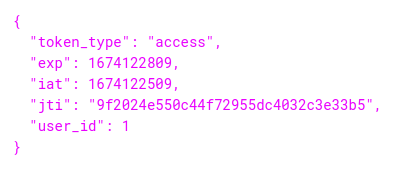 {
"token_type": "access",
"exp": 1674122809,
"iat": 1674122509,
"jti": "9f2024e550c44f72955dc4032c3e33b5",
"user_id": 1
}